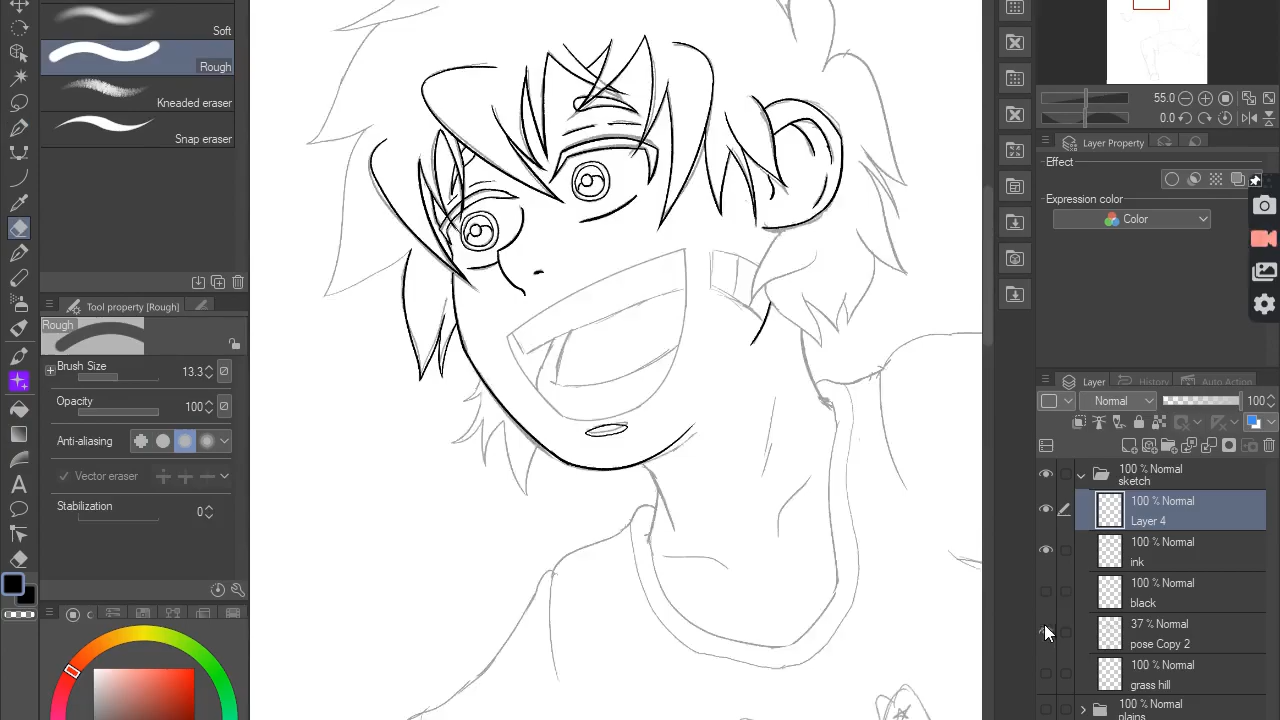 Soft
Rough
Kneaded eraser
Snap eraser
Tool property [Rough]
Rough
Brush Size
13.3
Opacity
100
Anti-aliasing
Vector eraser
Stabilization
0
c
55.0
0.0
Layer Property
Effect
Expression color
Color
Layer
History
Auto Action
Normal
100
100 % Normal
sketch
100 % Normal
Layer 4
100 % Normal
ink
100 % Normal
black
37 % Normal
pose Copy 2
100 % Normal
grass hill
100 % Normal
plains